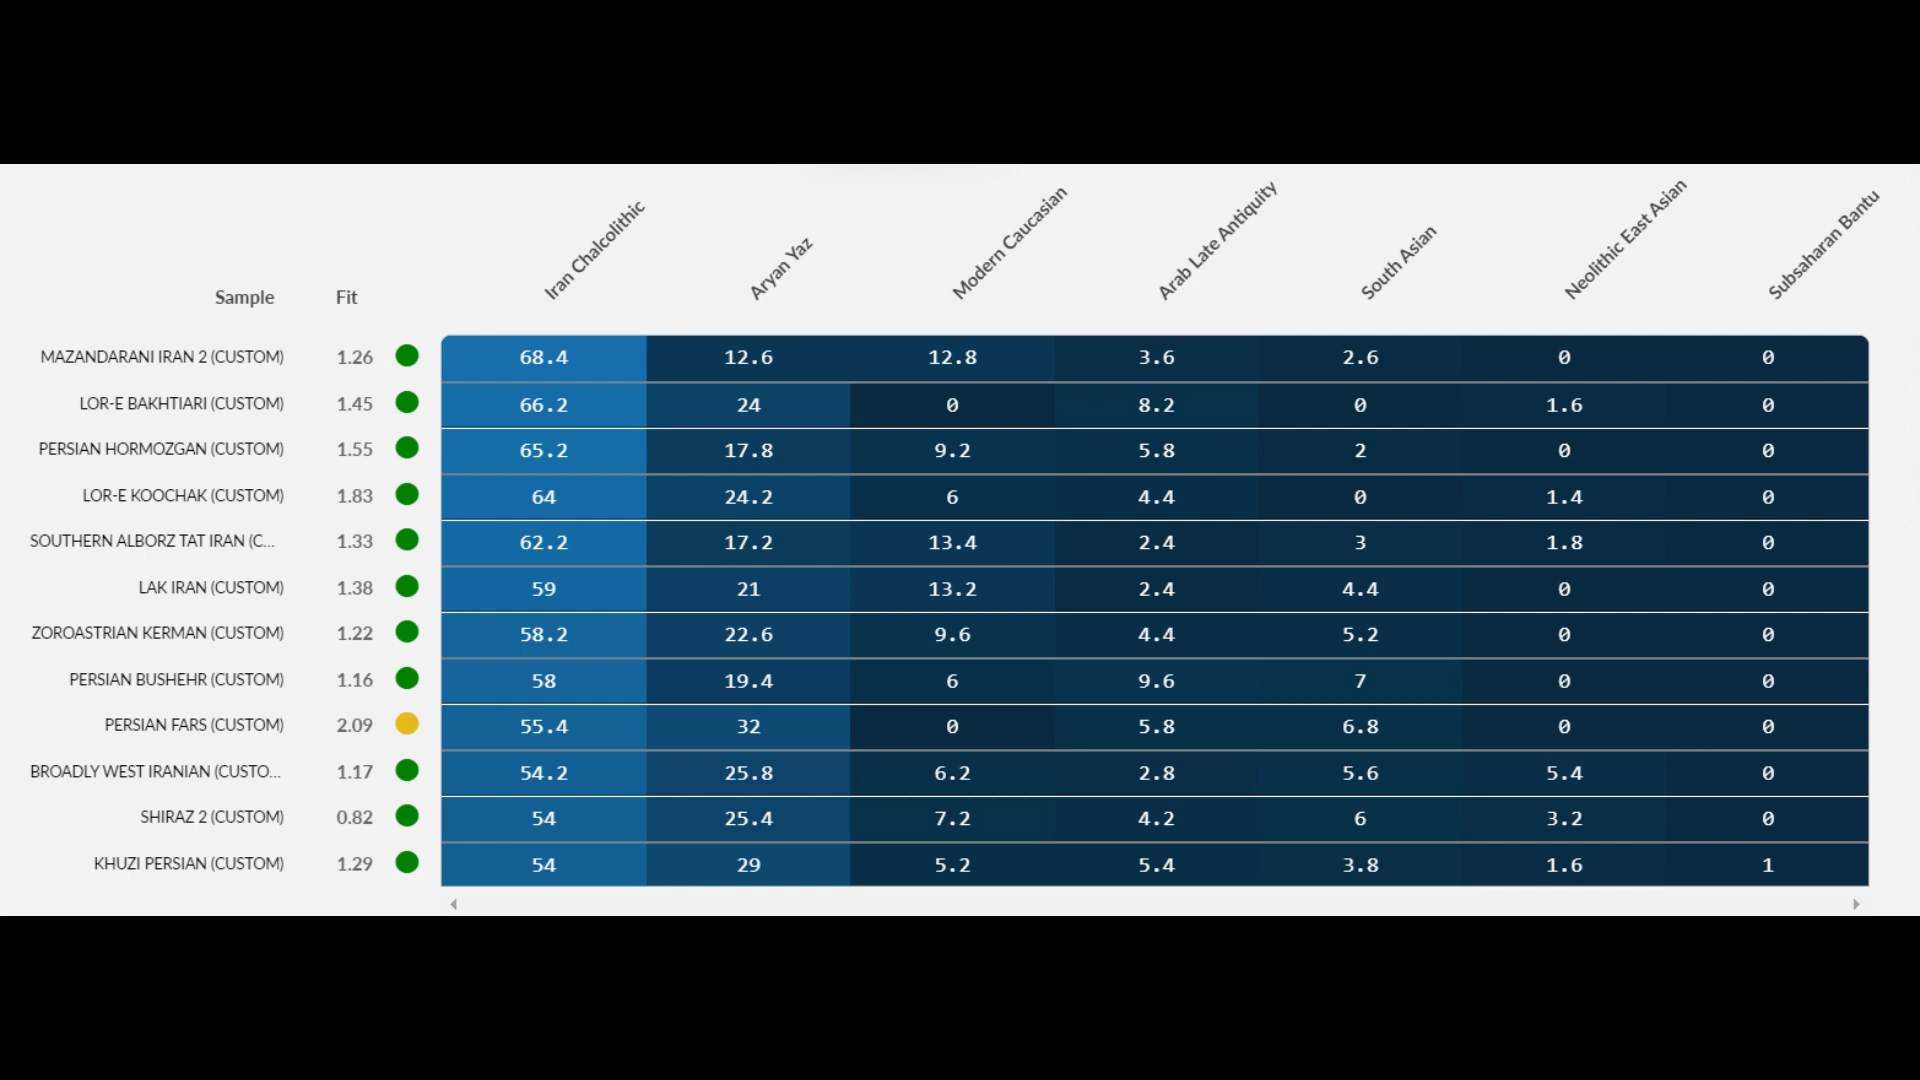 Sample Fit Iran Chalcolithic Aryan Yaz Modern Caucasian Arab Late Antiquity South Asian Neolithic East Asian Subsaharan Bantu
MAZANDARANI IRAN 2 (CUSTOM) 1.26 68.4 12.6 12.8 3.6 2.6 0 0
LOR-E BAKHTIARI (CUSTOM) 1.45 66.2 24 0 8.2 0 1.6 0
PERSIAN HORMOZGAN (CUSTOM) 1.55 65.2 17.8 9.2 5.8 2 0 0
LOR-E KOOCHAK (CUSTOM) 1.83 64 24.2 6 4.4 0 1.4 0
SOUTHERN ALBORZ TAT IRAN (C... 1.33 62.2 17.2 13.4 2.4 3 1.8 0
LAK IRAN (CUSTOM) 1.38 59 21 13.2 2.4 4.4 0 0
ZOROASTRIAN KERMAN (CUSTOM) 1.22 58.2 22.6 9.6 4.4 5.2 0 0
PERSIAN BUSHEHR (CUSTOM) 1.16 58 19.4 6 9.6 7 0 0
PERSIAN FARS (CUSTOM) 2.09 55.4 32 0 5.8 6.8 0 0
BROADLY WEST IRANIAN (CUSTO... 1.17 54.2 25.8 6.2 2.8 5.6 5.4 0
SHIRAZ 2 (CUSTOM) 0.82 54 25.4 7.2 4.2 6 3.2 0
KHUZI PERSIAN (CUSTOM) 1.29 54 29 5.2 5.4 3.8 1.6 1